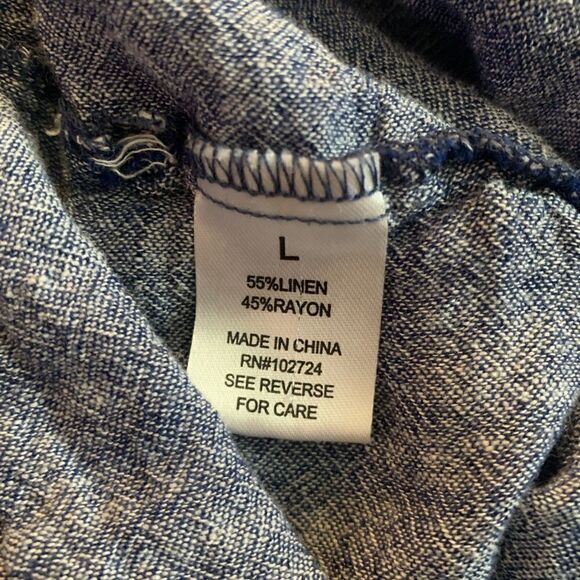 L
55%LINEN
45%RAYON
MADE IN CHINA
RN#102724
SEE REVERSE
FOR CARE